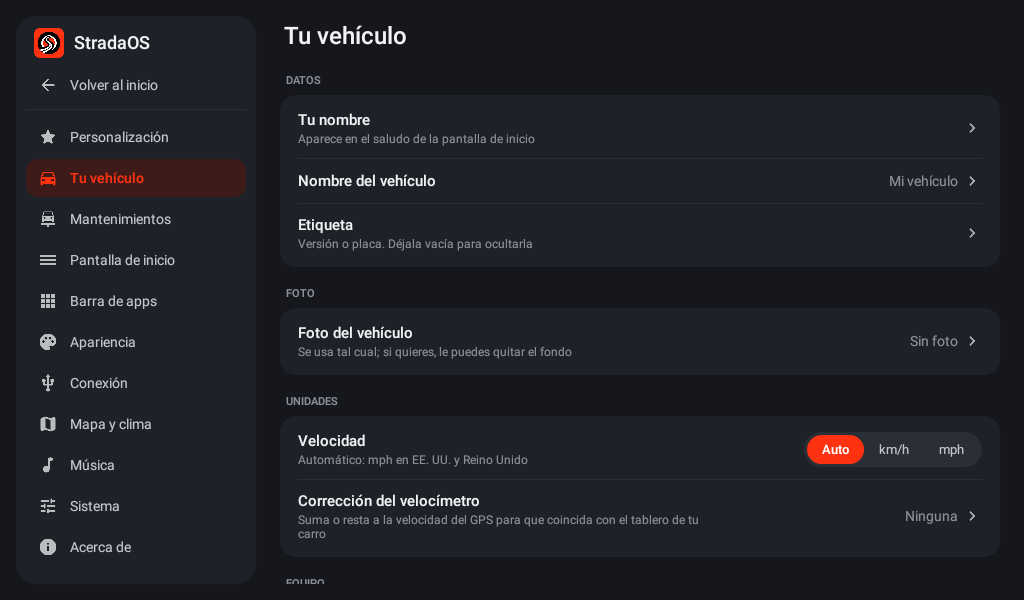 StradaOS
Volver al inicio
Personalización
Tu vehículo
Mantenimientos
Pantalla de inicio
Barra de apps
Apariencia
Conexión
Mapa y clima
Música
Sistema
Acerca de
Tu vehículo
DATOS
Tu nombre
Aparece en el saludo de la pantalla de inicio
Nombre del vehículo
Mi vehículo
Etiqueta
Versión o placa. Déjala vacía para ocultarla
FOTO
Foto del vehículo
Se usa tal cual; si quieres, le puedes quitar el fondo
Sin foto
UNIDADES
Velocidad
Automático: mph en EE. UU. y Reino Unido
Auto
km/h
mph
Corrección del velocímetro
Suma o resta a la velocidad del GPS para que coincida con el tablero de tu
carro
Ninguna
EQUIPO